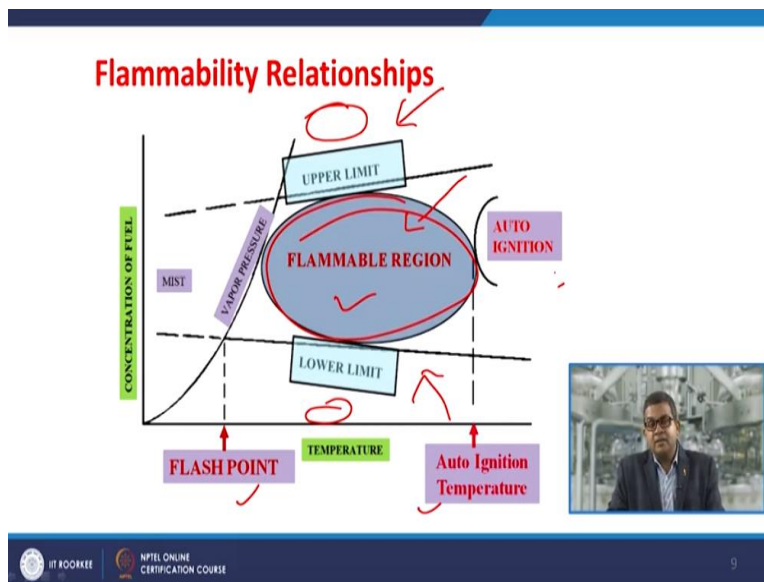 Flammability Relationships
UPPER LIMIT
CONCENTRATION OF FUEL
MIST
VAPOR PRESSURE
FLAMMABLE REGION
AUTO
IGNITION
LOWER LIMIT
FLASH POINT
TEMPERATURE
Auto Ignition
Temperature
IIT ROORKEE
NPTEL ONLINE
CERTIFICATION COURSE
9